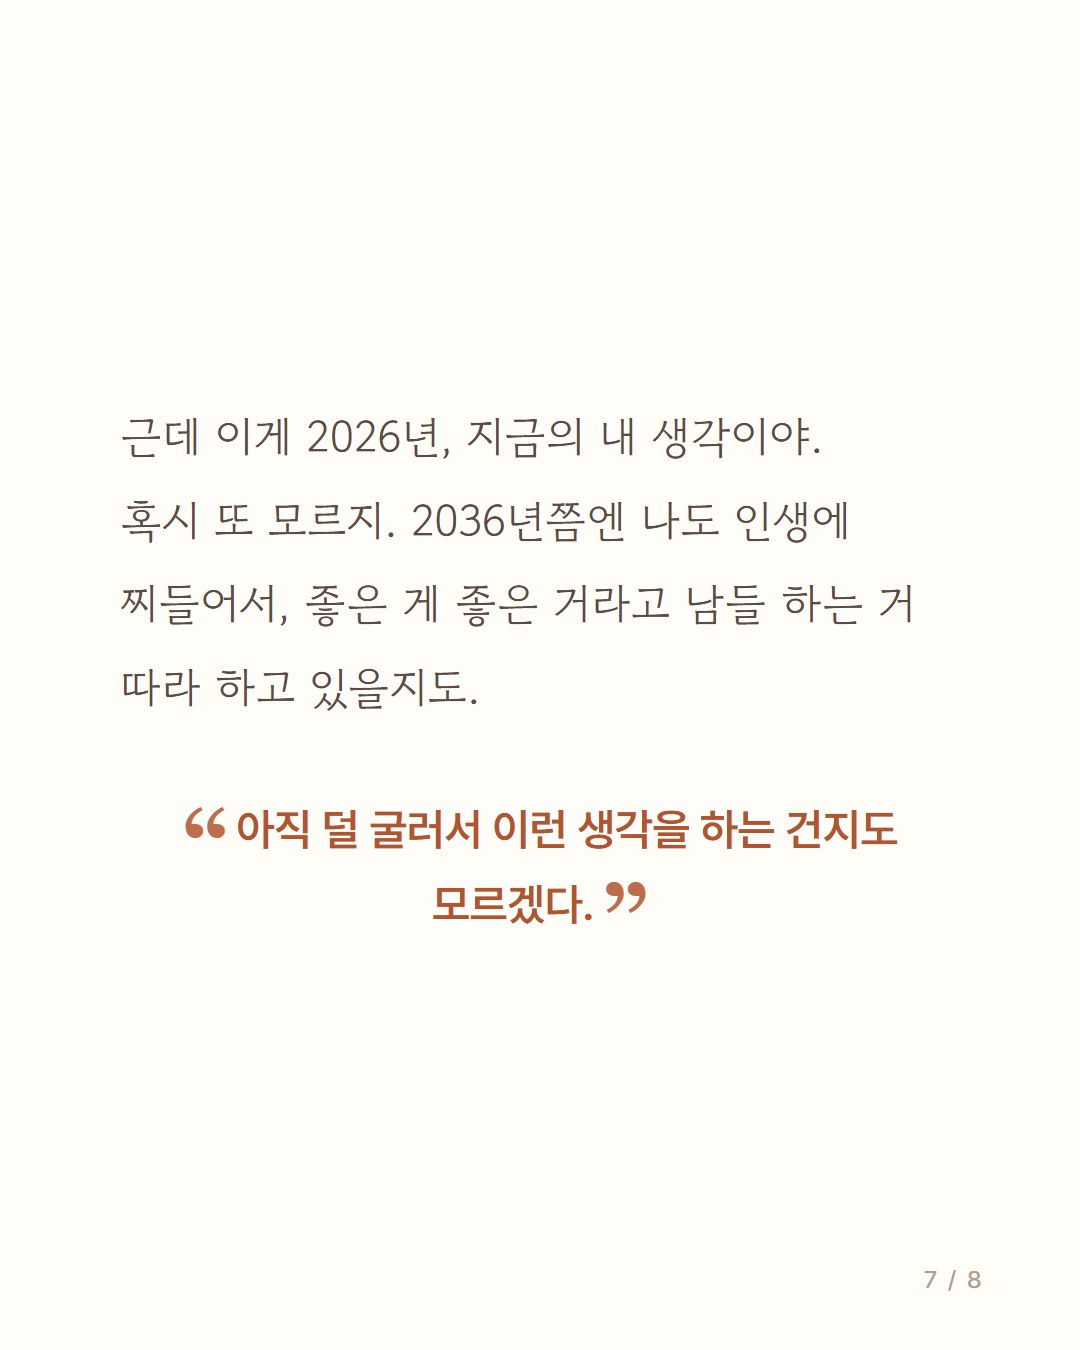 근데 이게 2026년, 지금의 내 생각이야.
혹시 또 모르지. 2036년쯤엔 나도 인생에
찌들어서, 좋은 게 좋은 거라고 남들 하는 거
따라 하고 있을지도.
“아직 덜 굴러서 이런 생각을 하는 건지도
모르겠다.”
7 / 8